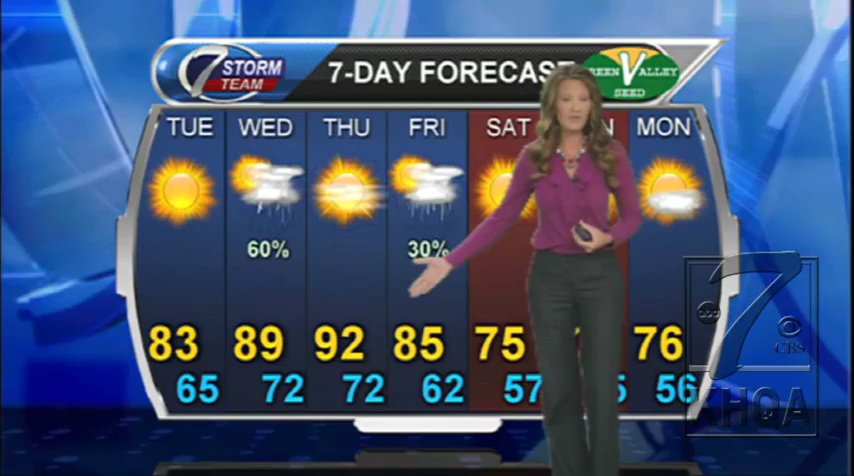 7 STORM TEAM
7-DAY FORECAST
GREEN VALLEY SEED
TUE WED THU FRI SAT MON
60% 30%
83 89 92 85 75 76
65 72 72 62 57 56
abc 7 CBS
KHQA